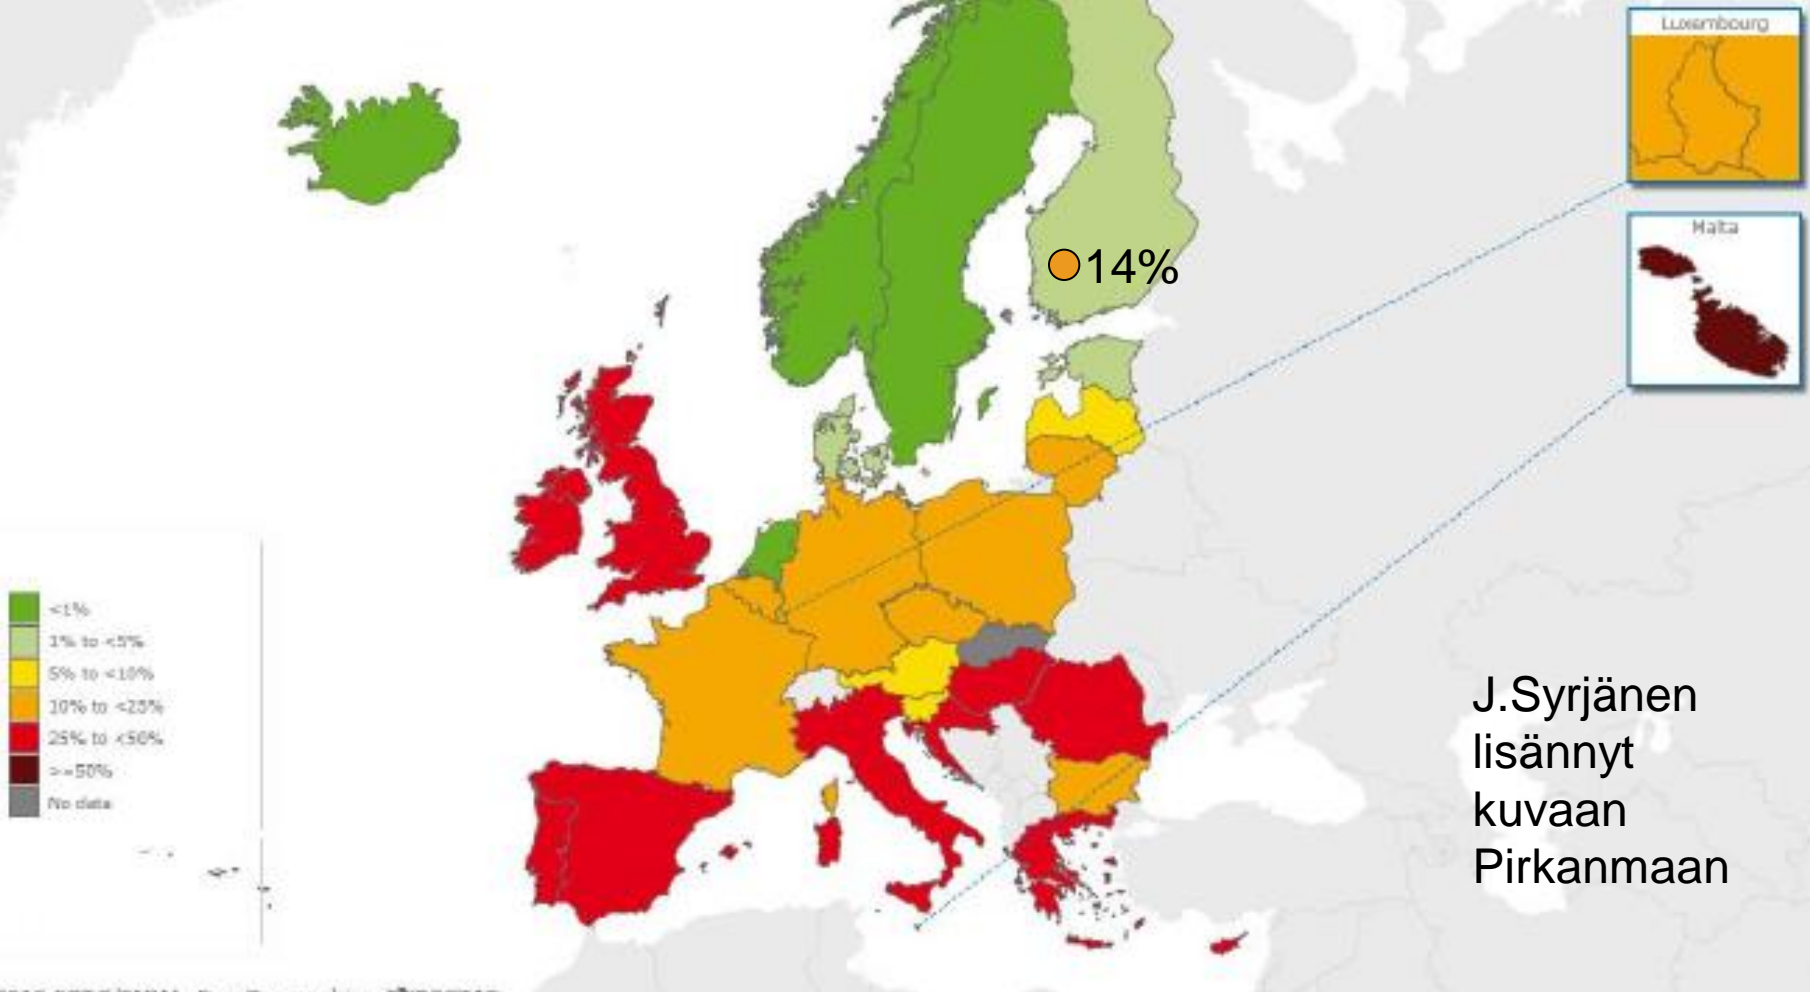 Luxembourg
Malta
14%
<1%
1% to <5%
5% to <10%
10% to <25%
25% to <50%
>=50%
No data
J.Syrjänen
lisännyt
kuvaan
Pirkanmaan